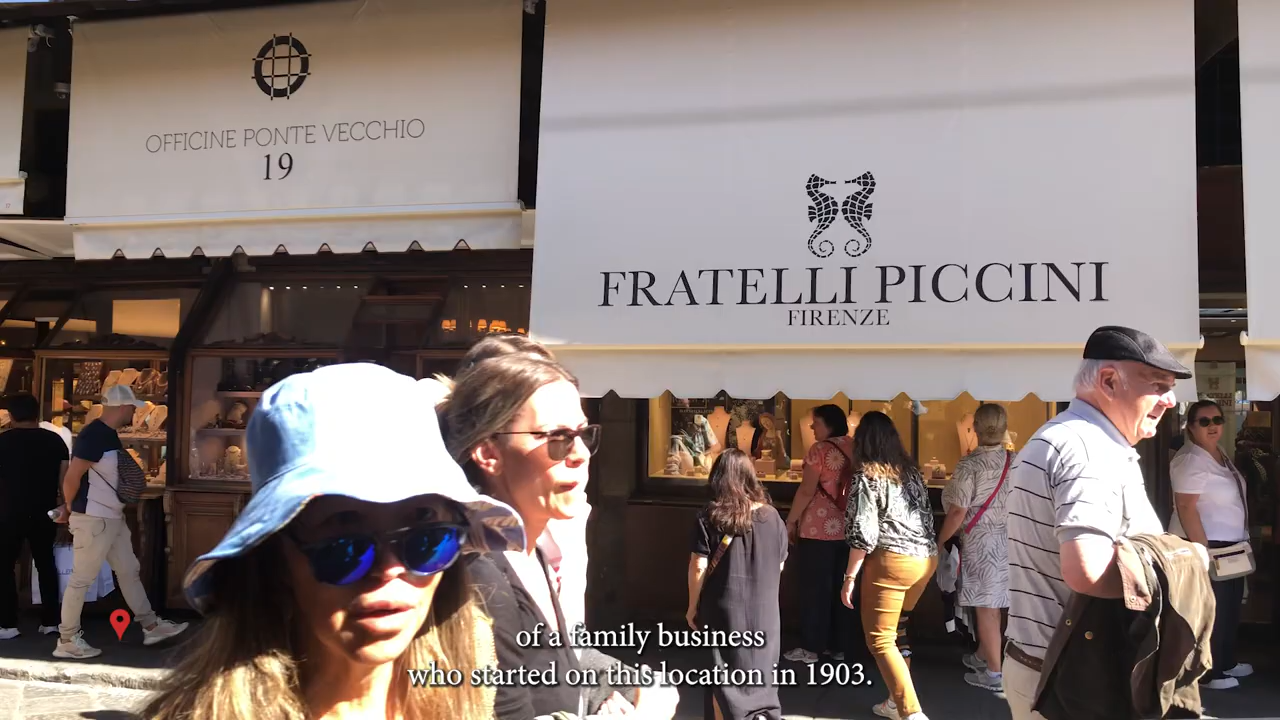 OFFICINE PONTE VECCHIO
19
FRATELLI PICCINI
FIRENZE
of a family business
who started on this location in 1903.